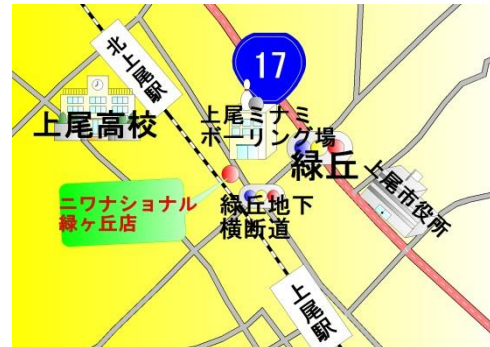 北上尾駅
17
上尾高校
上尾ミナミ
ボーリング場
緑丘
上尾市役所
ニワナショナル
緑ヶ丘店
緑丘地下
横断道
上尾駅